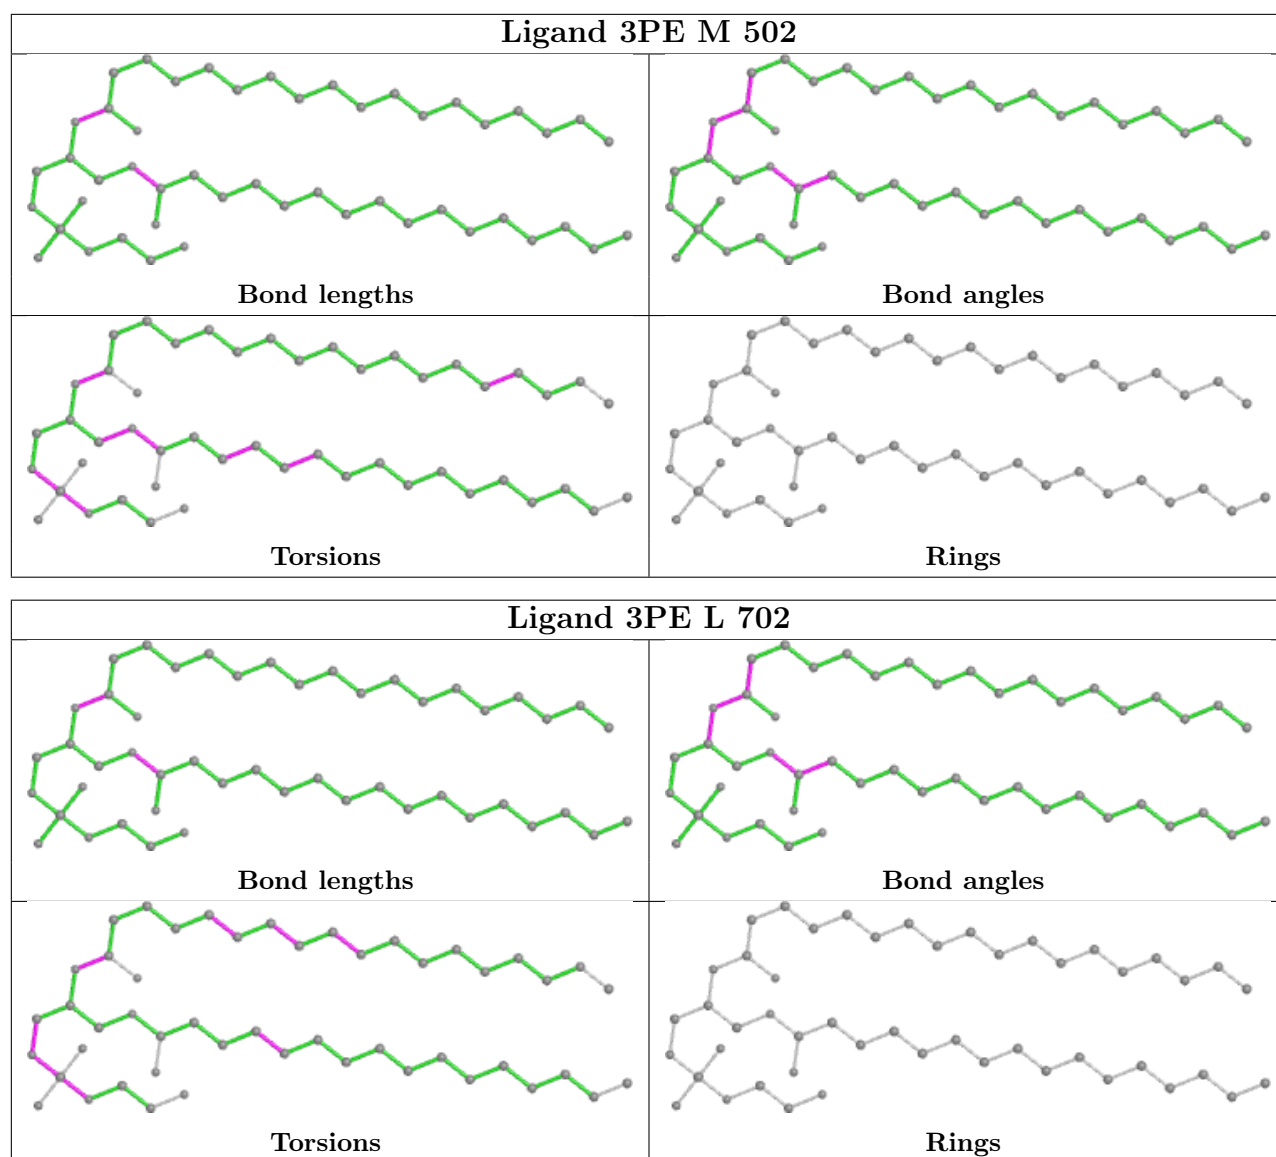 Ligand 3PE M 502
Bond lengths
Bond angles
Torsions
Rings
Ligand 3PE L 702
Bond lengths
Bond angles
Torsions
Rings